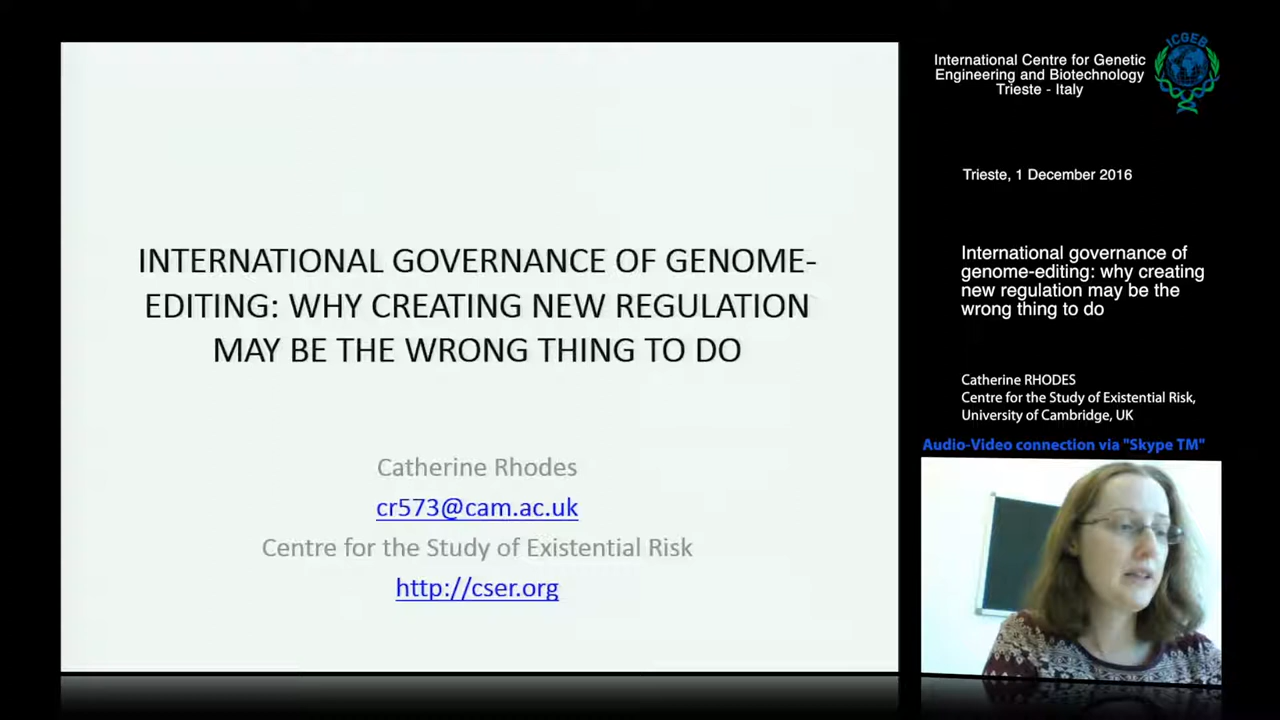 INTERNATIONAL GOVERNANCE OF GENOME-
EDITING: WHY CREATING NEW REGULATION
MAY BE THE WRONG THING TO DO
Catherine Rhodes
cr573@cam.ac.uk
Centre for the Study of Existential Risk
http://cser.org
International Centre for Genetic
Engineering and Biotechnology
Trieste - Italy
ICGEB
Trieste, 1 December 2016
International governance of
genome-editing: why creating
new regulation may be the
wrong thing to do
Catherine RHODES
Centre for the Study of Existential Risk,
University of Cambridge, UK
Audio-Video connection via "Skype TM"